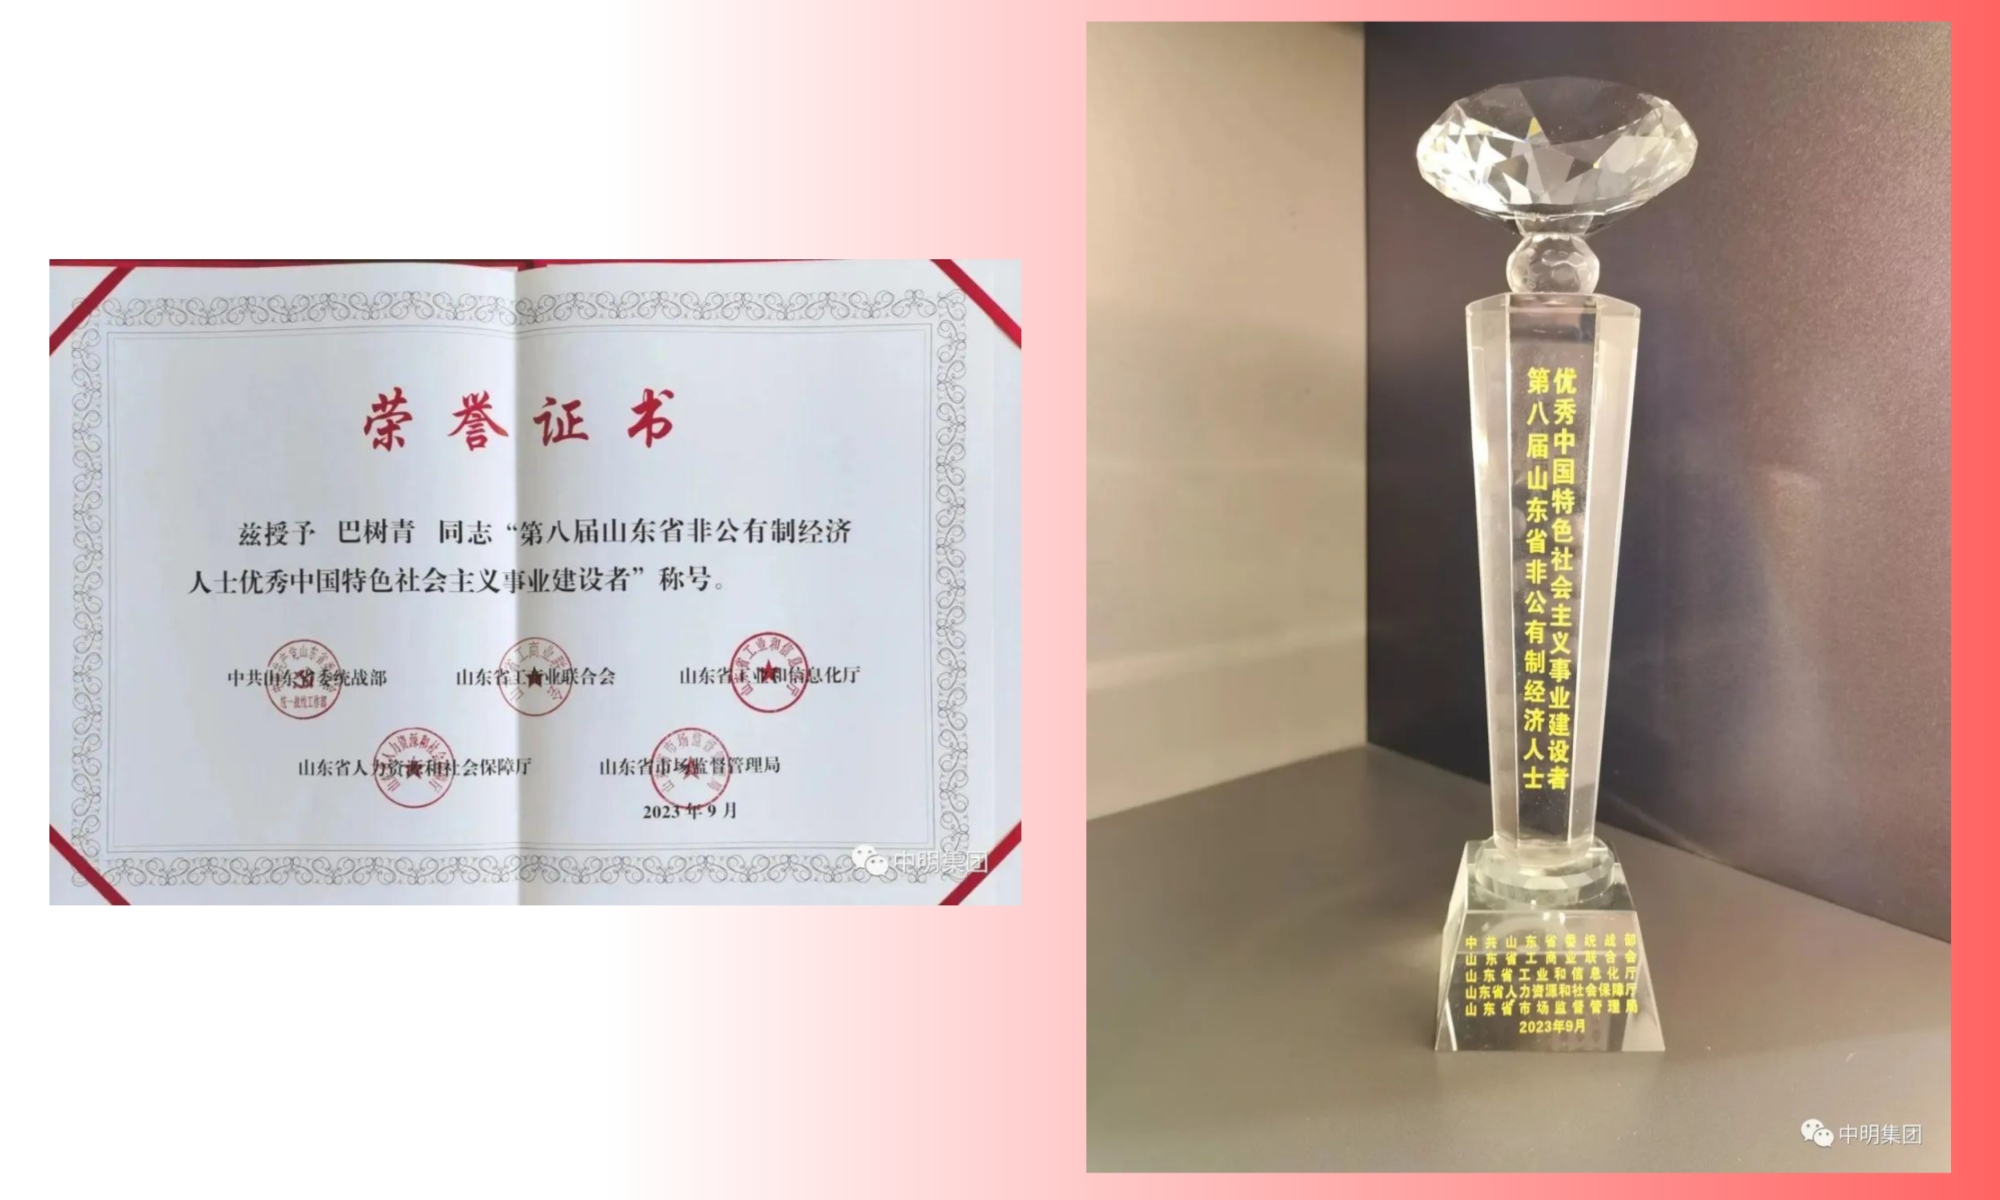 荣誉证书
兹授予 巴树青 同志“第八届山东省非公有制经济
人士优秀中国特色社会主义事业建设者”称号。
中共山东省委统战部 山东省工商业联合会 山东省工业和信息化厅
山东省人力资源和社会保障厅 山东省市场监督管理局
2023年9月
中明集团
第八届山东省非公有制经济人士
优秀中国特色社会主义事业建设者
中共山东省委统战部
山东省工商业联合会
山东省工业和信息化厅
山东省人力资源和社会保障厅
山东省市场监督管理局
2023年9月
中明集团